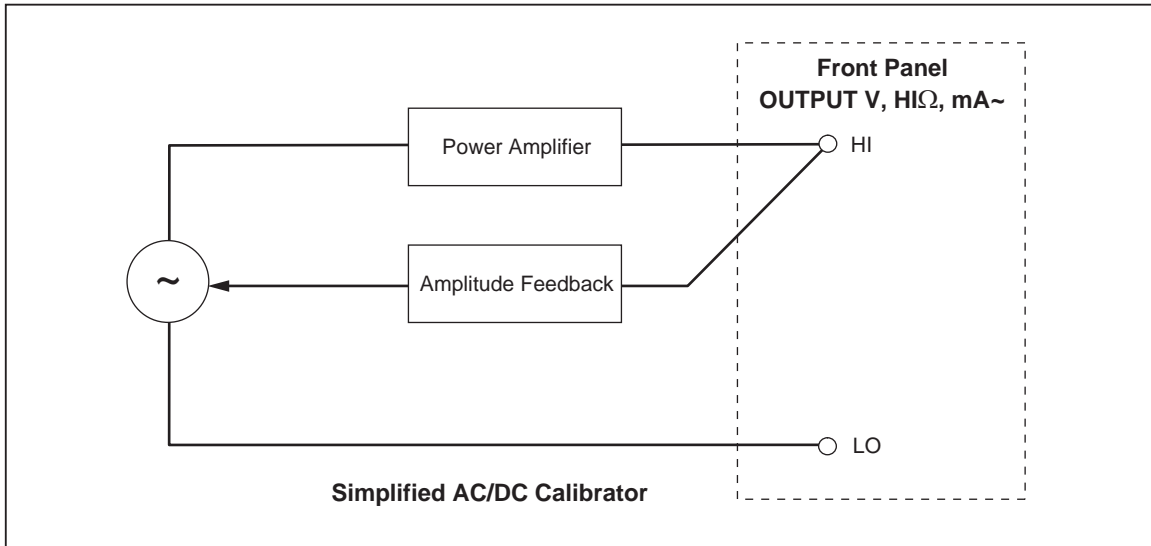 Front Panel
OUTPUT V, HIΩ, mA~
Power Amplifier
HI
~
Amplitude Feedback
LO
Simplified AC/DC Calibrator